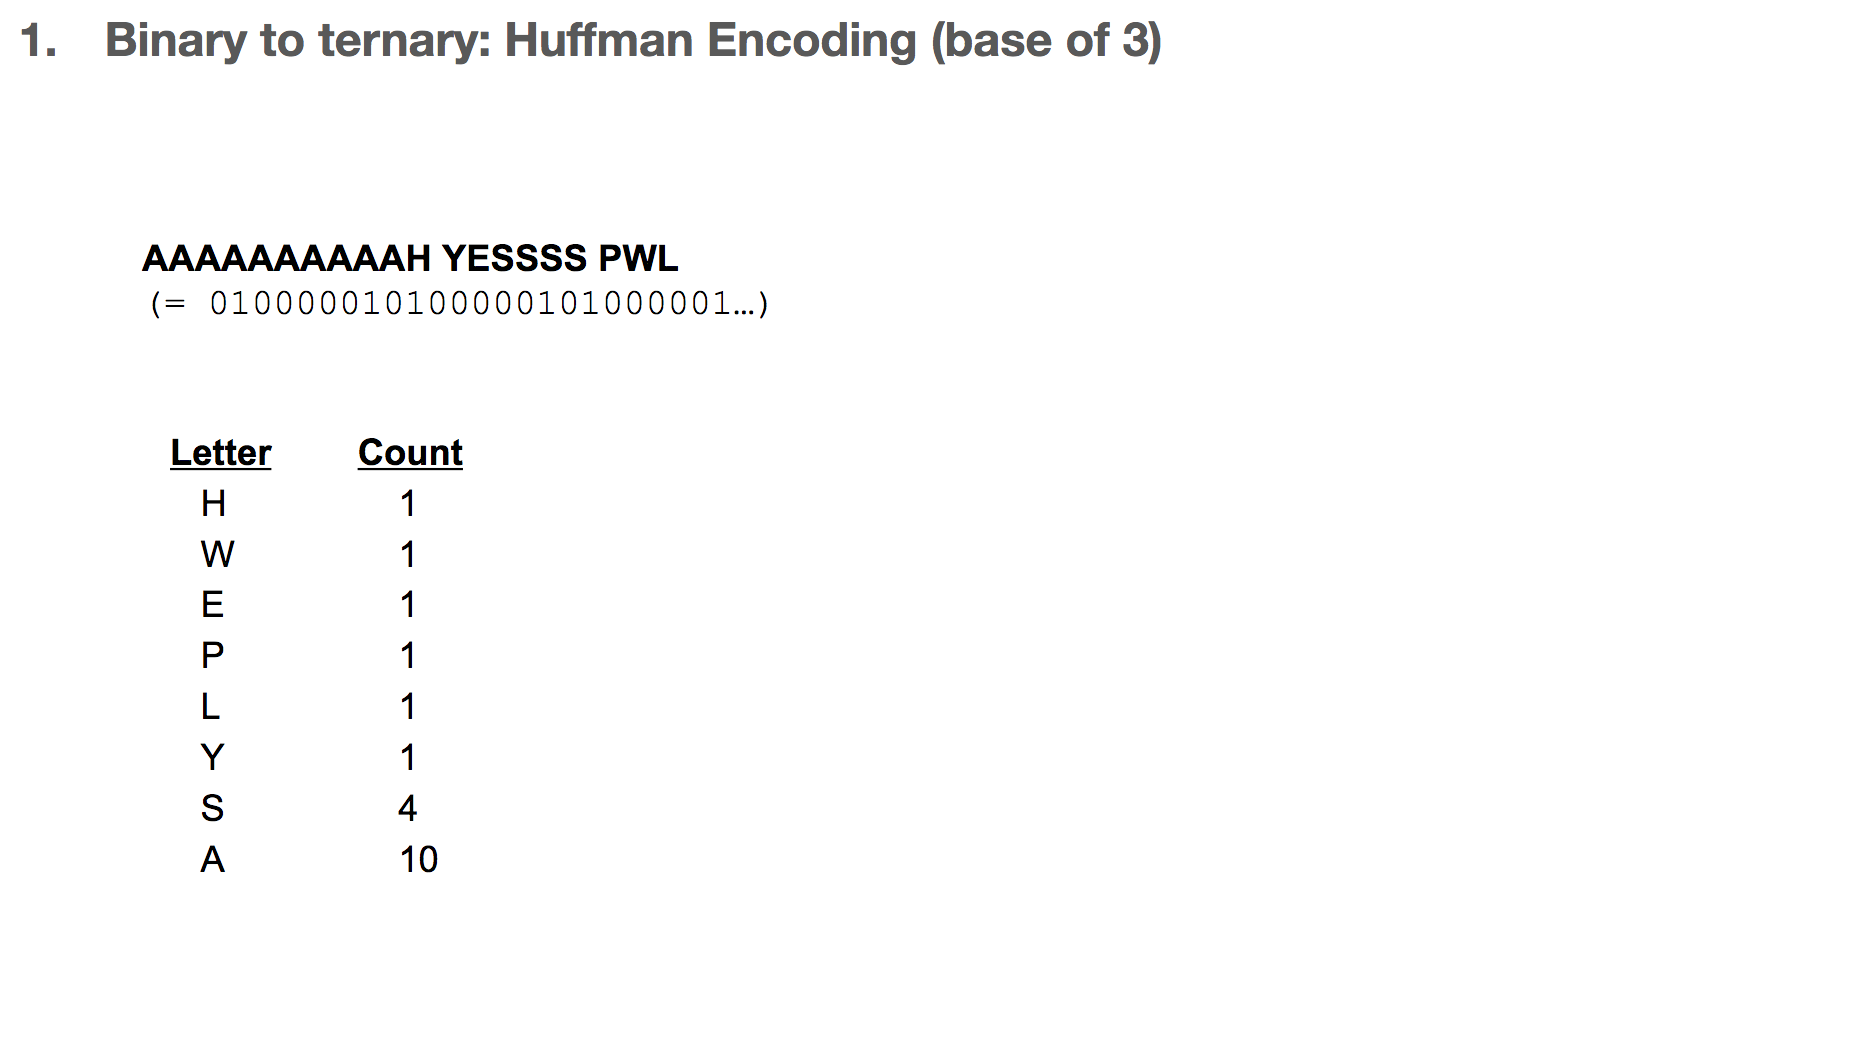 1. Binary to ternary: Huffman Encoding (base of 3)
AAAAAAAAAAH YESSSS PWL
(= 010000010100000101000001…)
Letter Count
H 1
W 1
E 1
P 1
L 1
Y 1
S 4
A 10